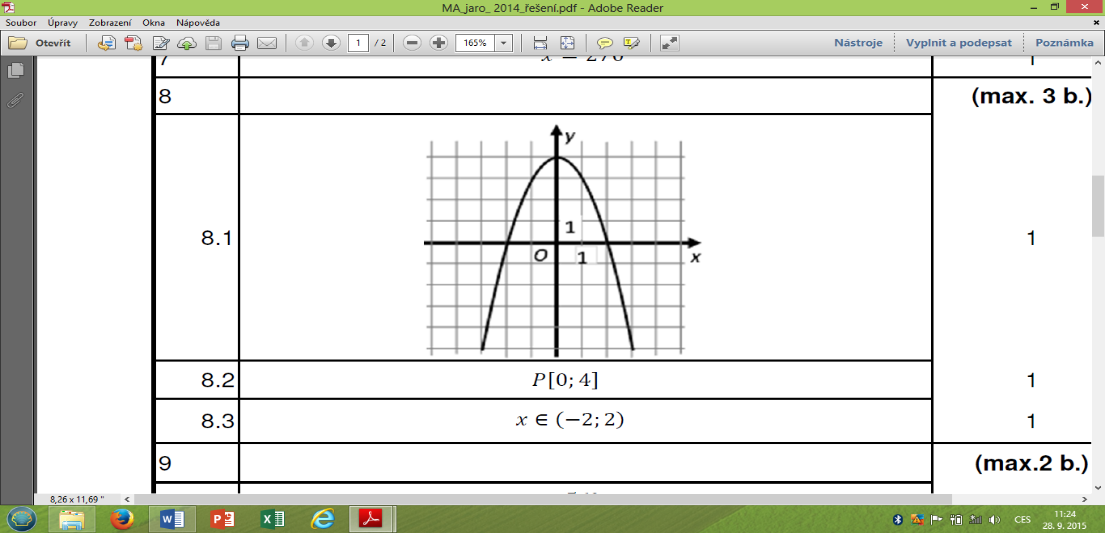 MA_jaro_ 2014_řešení.pdf - Adobe Reader
Soubor Úpravy Zobrazení Okna Nápověda
Otevřít 1 / 2 165% Nástroje Vyplnit a podepsat Poznámka
8 (max. 3 b.)
y
1
8.1 1
O 1 x
8.2 P[0; 4] 1
8.3 x ∈ (−2; 2) 1
9 (max.2 b.)
8,26 x 11,69 "
CES 11:24
28. 9. 2015